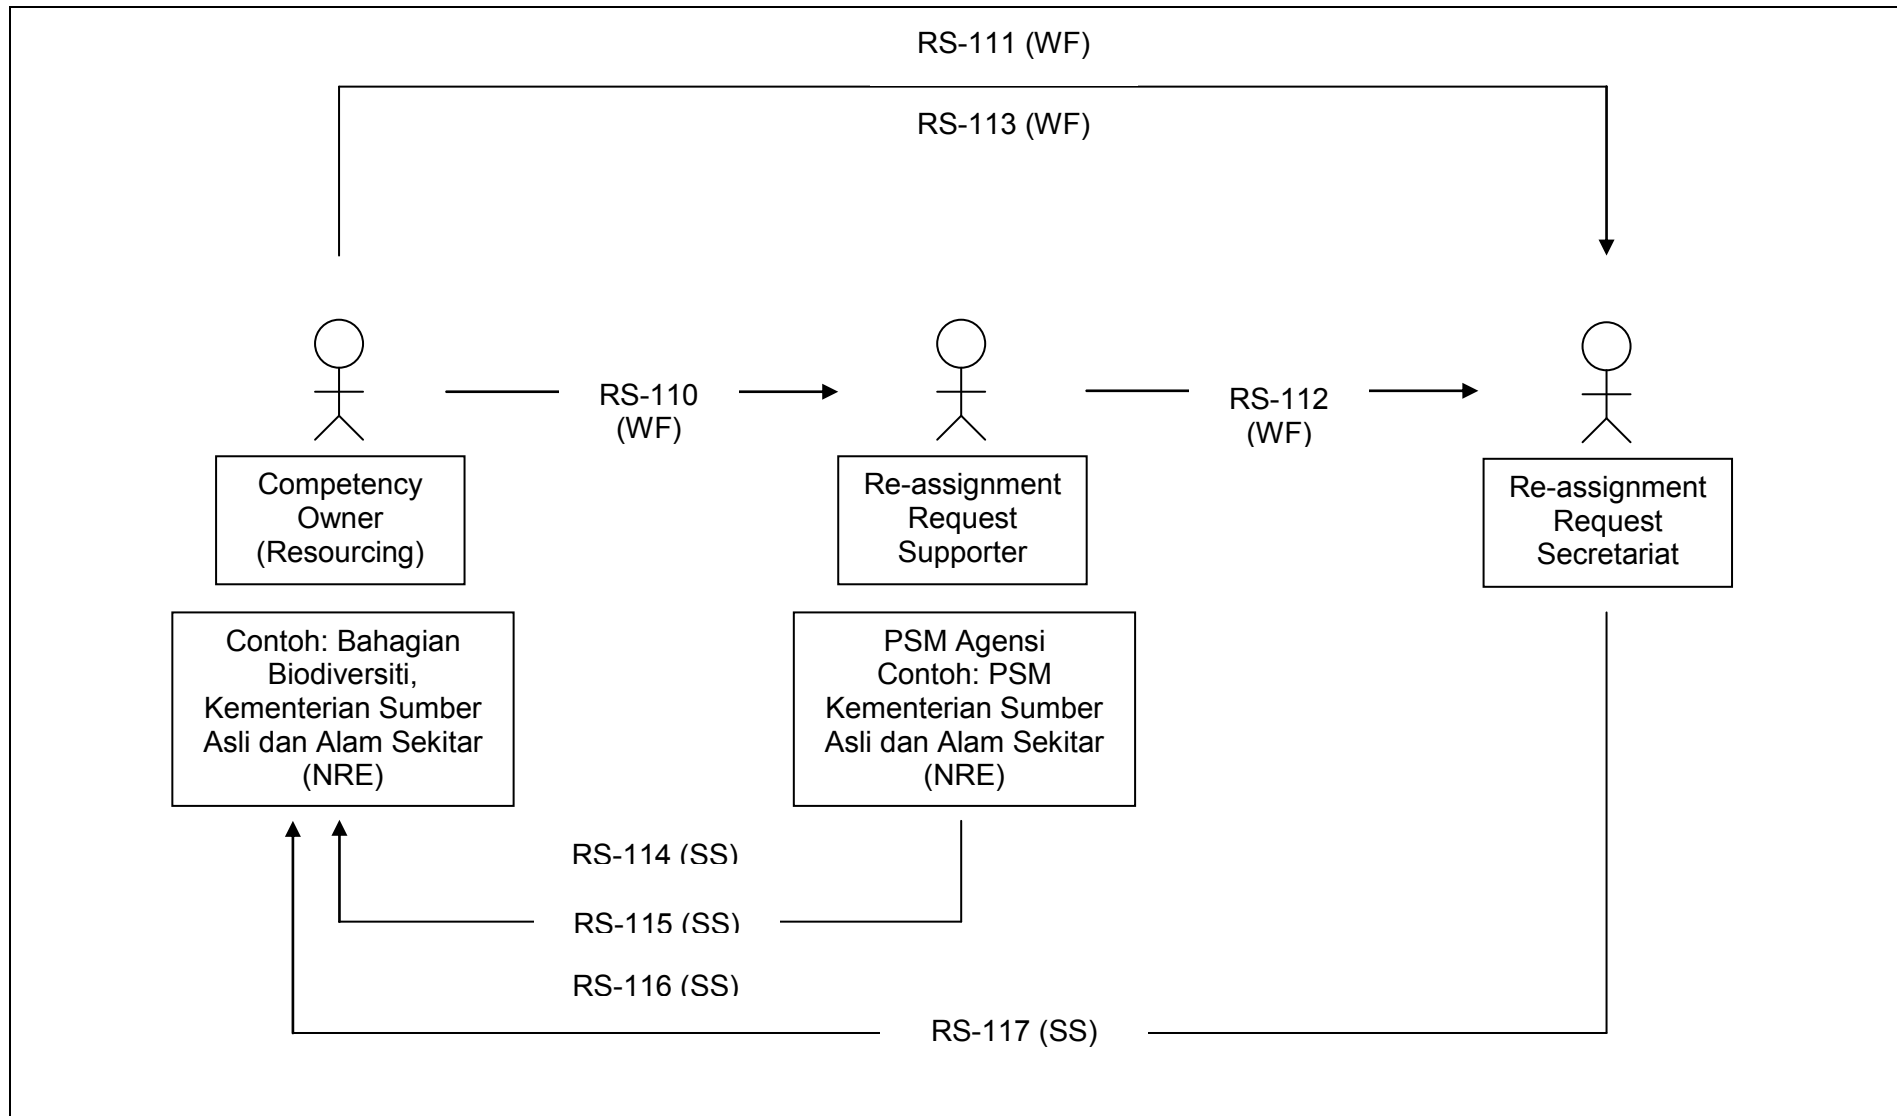 RS-111 (WF)
RS-113 (WF)
RS-110
(WF)
RS-112
(WF)
Competency
Owner
(Resourcing)
Re-assignment
Request
Supporter
Re-assignment
Request
Secretariat
Contoh: Bahagian
Biodiversiti,
Kementerian Sumber
Asli dan Alam Sekitar
(NRE)
PSM Agensi
Contoh: PSM
Kementerian Sumber
Asli dan Alam Sekitar
(NRE)
RS-114 (SS)
RS-115 (SS)
RS-116 (SS)
RS-117 (SS)